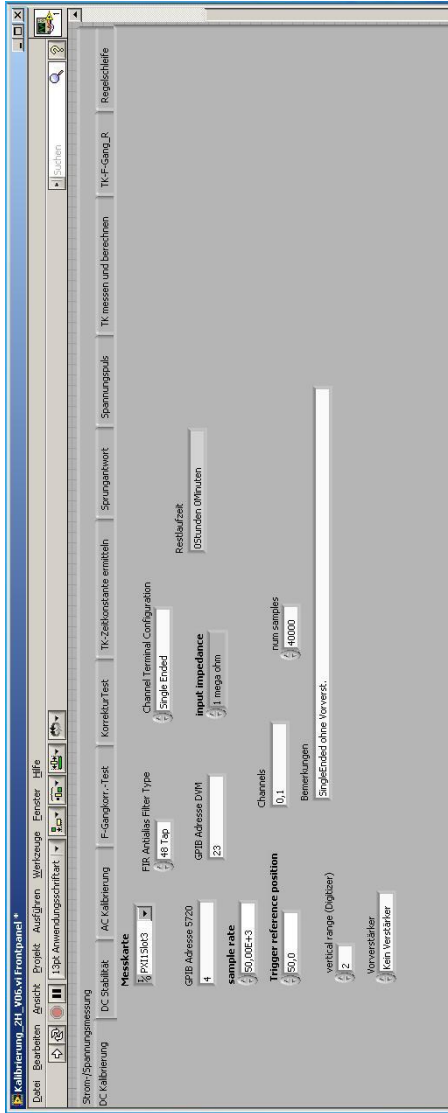 Kalibrierung_2H_V06.vi Frontpanel *
Datei Bearbeiten Ansicht Projekt Ausführen Werkzeuge Fenster Hilfe
13pt Anwendungsschriftart
Suchen
Strom-/Spannungsmessung
DC Kalibrierung DC Stabilität AC Kalibrierung F-Gangkorr.-Test KorrekturTest TK-Zeitkonstante ermitteln Sprungantwort Spannungspuls TK messen und berechnen TK-F-Gang_R Regelschleife
Messkarte
PXI1Slot3
FIR Antialias Filter Type
48 Tap
Channel Terminal Configuration
Single Ended
GPIB Adresse 5720
4
GPIB Adresse DVM
23
input impedance
1 mega ohm
Restlaufzeit
0Stunden 0Minuten
sample rate
50,00E+3
Trigger reference position
50,0
Channels
0,1
num samples
40000
vertical range (Digitizer)
2
Bemerkungen
SingleEnded ohne Vorverst.
Vorverstärker
Kein Verstärker